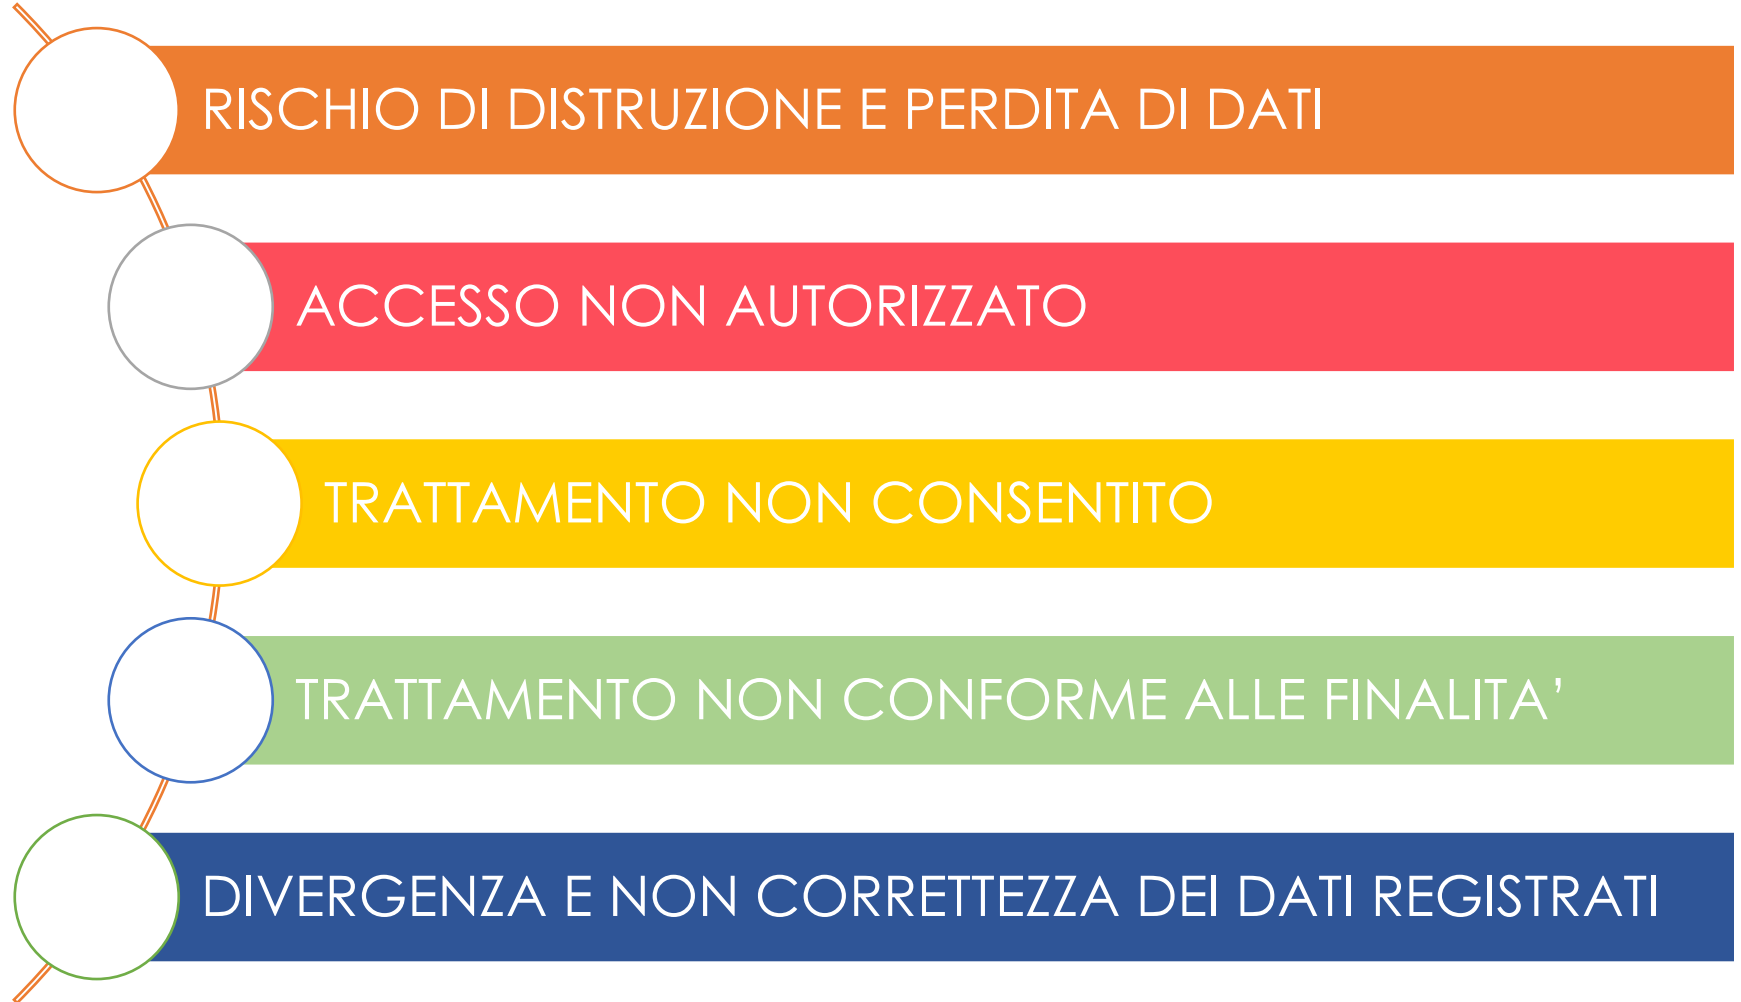 RISCHIO DI DISTRUZIONE E PERDITA DI DATI
ACCESSO NON AUTORIZZATO
TRATTAMENTO NON CONSENTITO
TRATTAMENTO NON CONFORME ALLE FINALITA’
DIVERGENZA E NON CORRETTEZZA DEI DATI REGISTRATI